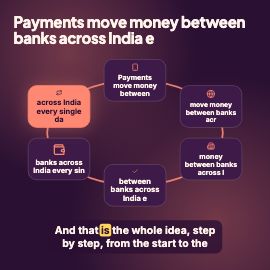 Payments move money between
banks across India e
Payments
move money
between
move money
between banks
acr
money
between banks
across I
between
banks across
India e
banks across
India every sin
across India
every single
da
And that is the whole idea, step
by step, from the start to the